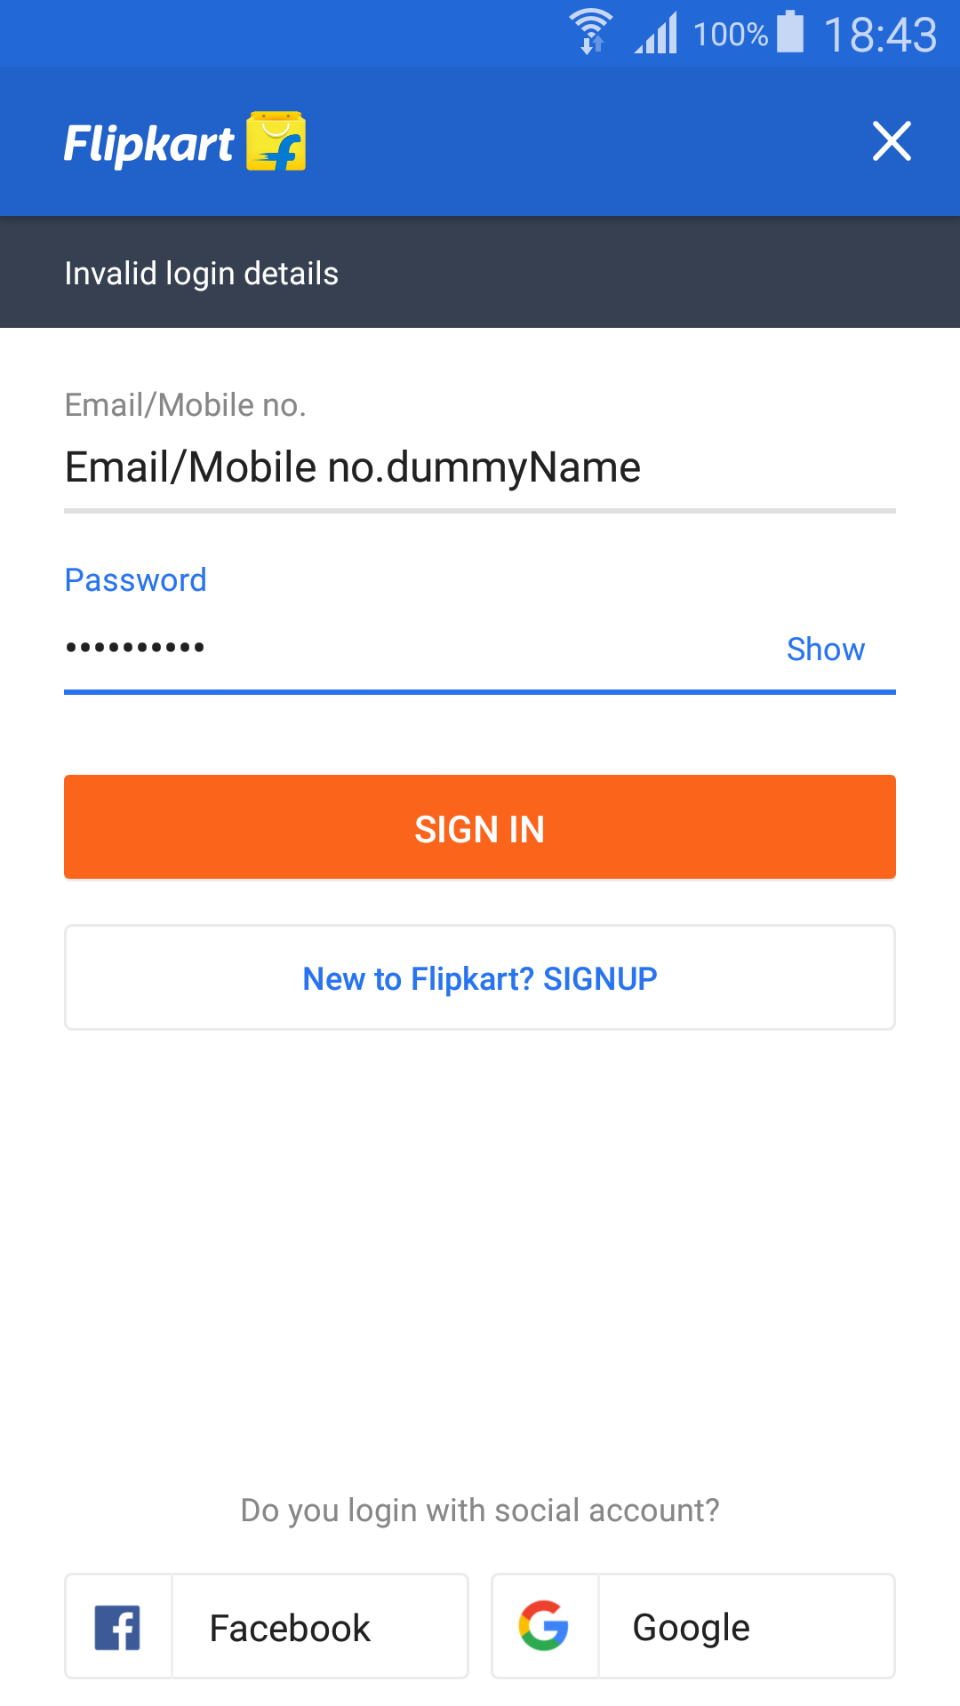 100% 18:43
Flipkart
Invalid login details
Email/Mobile no.
Email/Mobile no.dummyName
Password
•••••••••• Show
SIGN IN
New to Flipkart? SIGNUP
Do you login with social account?
Facebook Google